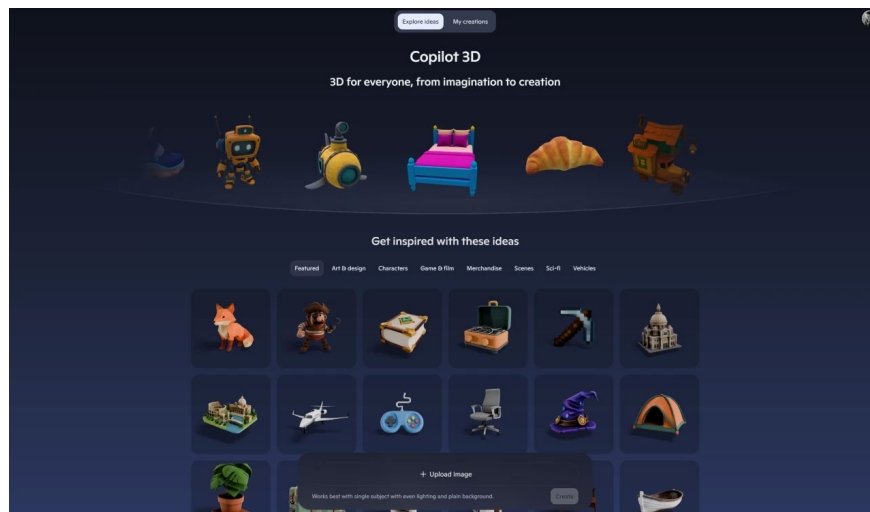 Explore ideas My creations
Copilot 3D
3D for everyone, from imagination to creation
Get inspired with these ideas
Featured Art & design Characters Game & film Merchandise Scenes Sci-fi Vehicles
+ Upload image
Works best with single subject with even lighting and plain background.
Create